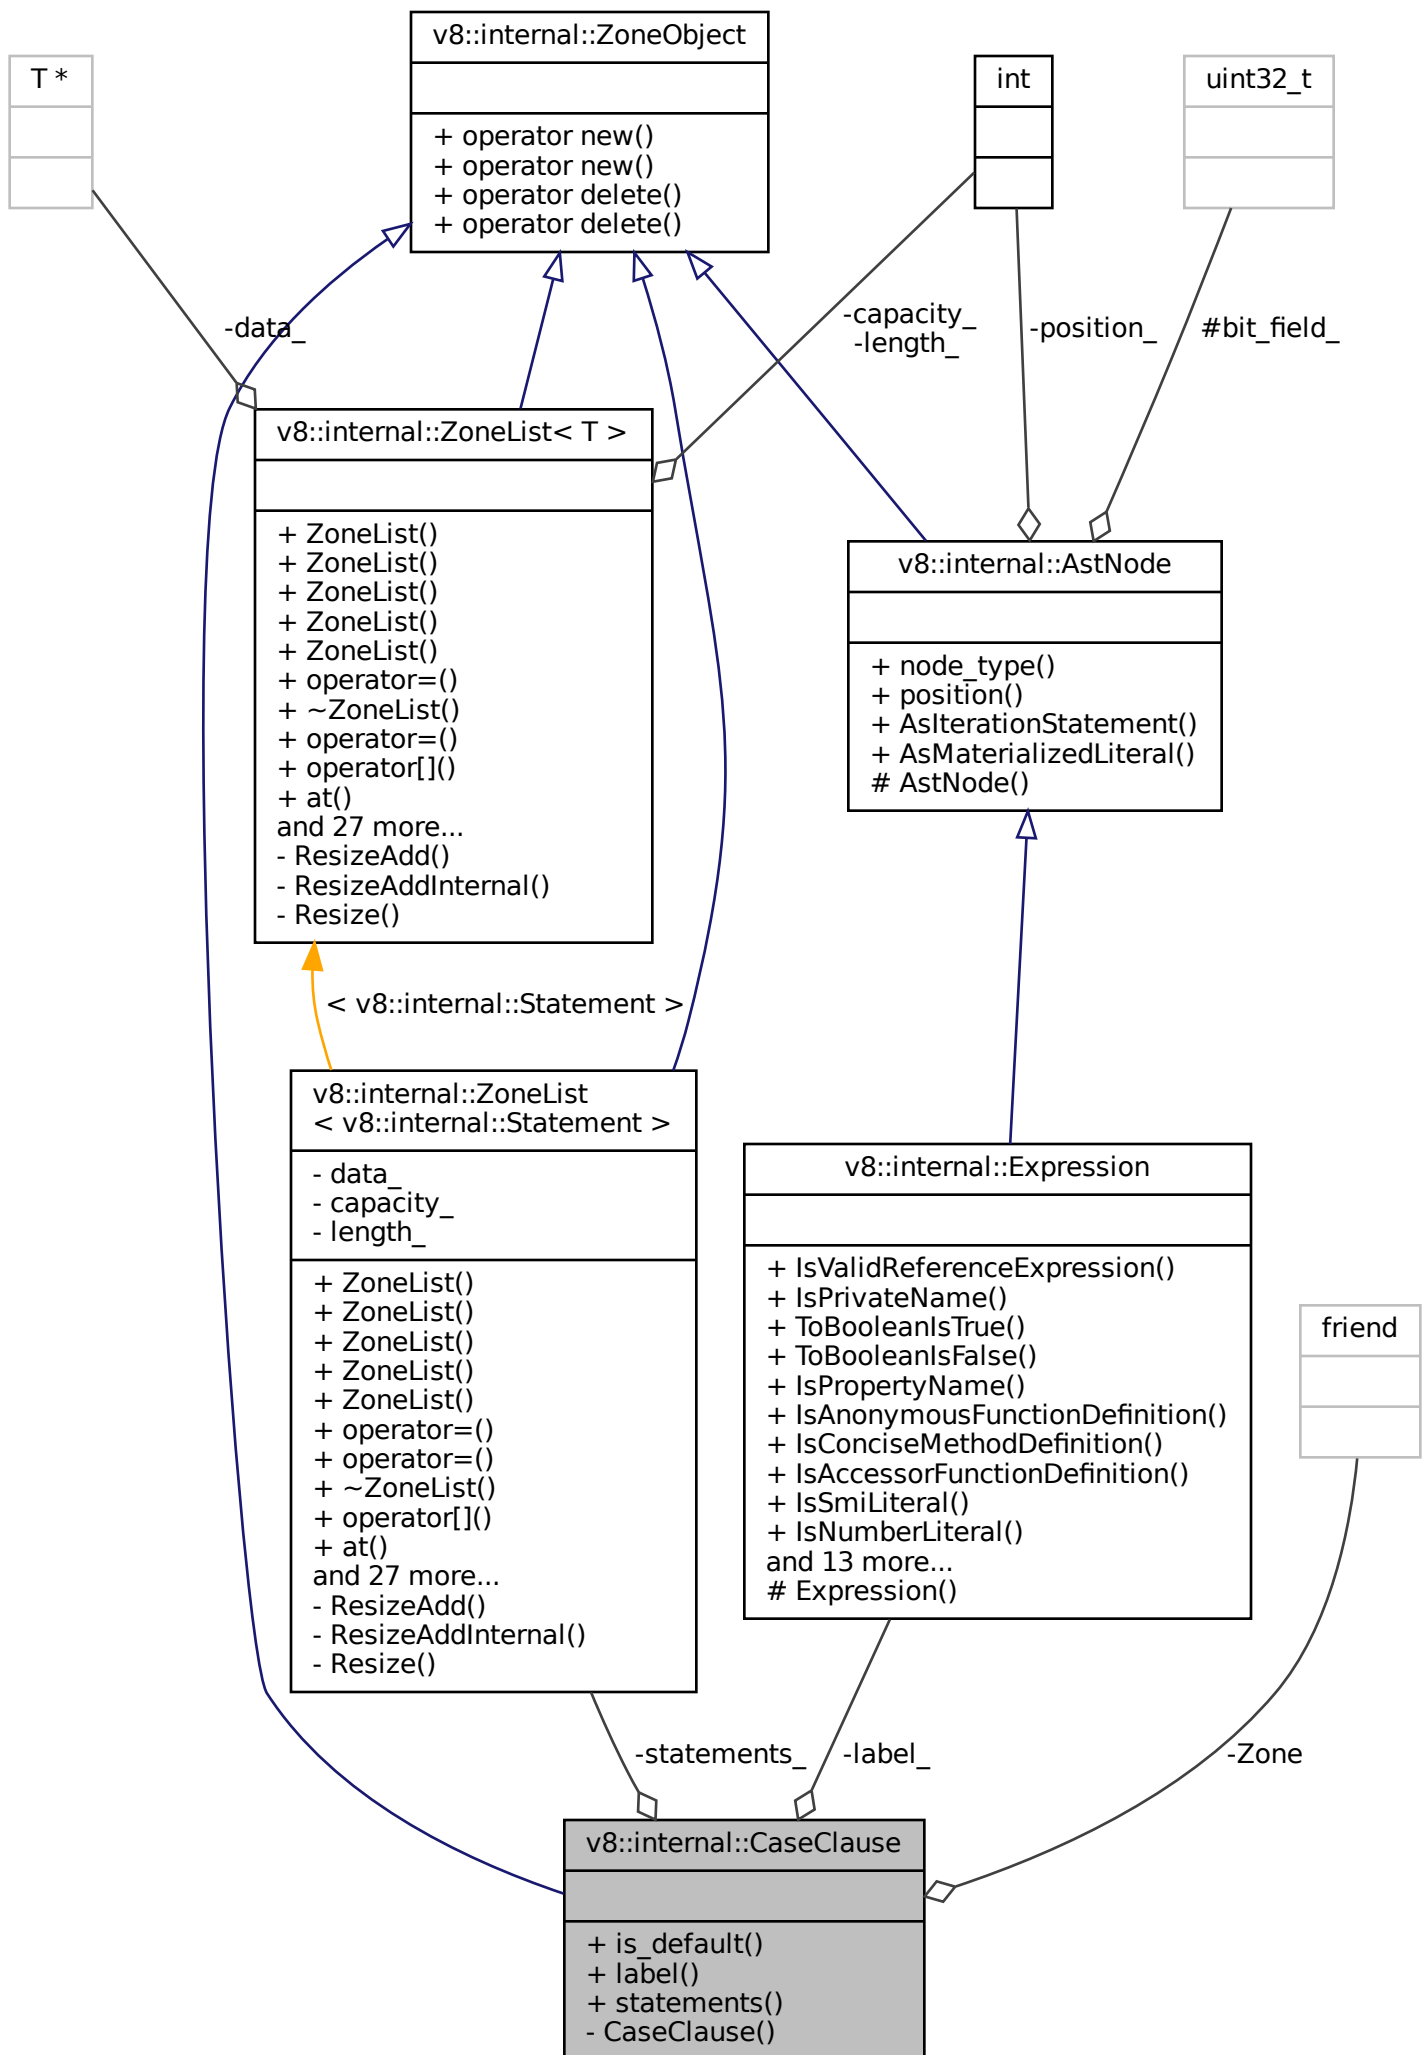 v8::internal::ZoneObject
+ operator new()
+ operator new()
+ operator delete()
+ operator delete()
T *
int
uint32_t
-data_
-capacity_
-length_
-position_
#bit_field_
v8::internal::ZoneList< T >
+ ZoneList()
+ ZoneList()
+ ZoneList()
+ ZoneList()
+ ZoneList()
+ operator=()
+ ~ZoneList()
+ operator=()
+ operator[]()
+ at()
and 27 more...
- ResizeAdd()
- ResizeAddInternal()
- Resize()
v8::internal::AstNode
+ node_type()
+ position()
+ AsIterationStatement()
+ AsMaterializedLiteral()
# AstNode()
< v8::internal::Statement >
v8::internal::ZoneList
< v8::internal::Statement >
- data_
- capacity_
- length_
+ ZoneList()
+ ZoneList()
+ ZoneList()
+ ZoneList()
+ ZoneList()
+ operator=()
+ operator=()
+ ~ZoneList()
+ operator[]()
+ at()
and 27 more...
- ResizeAdd()
- ResizeAddInternal()
- Resize()
v8::internal::Expression
+ IsValidReferenceExpression()
+ IsPrivateName()
+ ToBooleanIsTrue()
+ ToBooleanIsFalse()
+ IsPropertyName()
+ IsAnonymousFunctionDefinition()
+ IsConciseMethodDefinition()
+ IsAccessorFunctionDefinition()
+ IsSmiLiteral()
+ IsNumberLiteral()
and 13 more...
# Expression()
friend
-statements_
-label_
-Zone
v8::internal::CaseClause
+ is_default()
+ label()
+ statements()
- CaseClause()